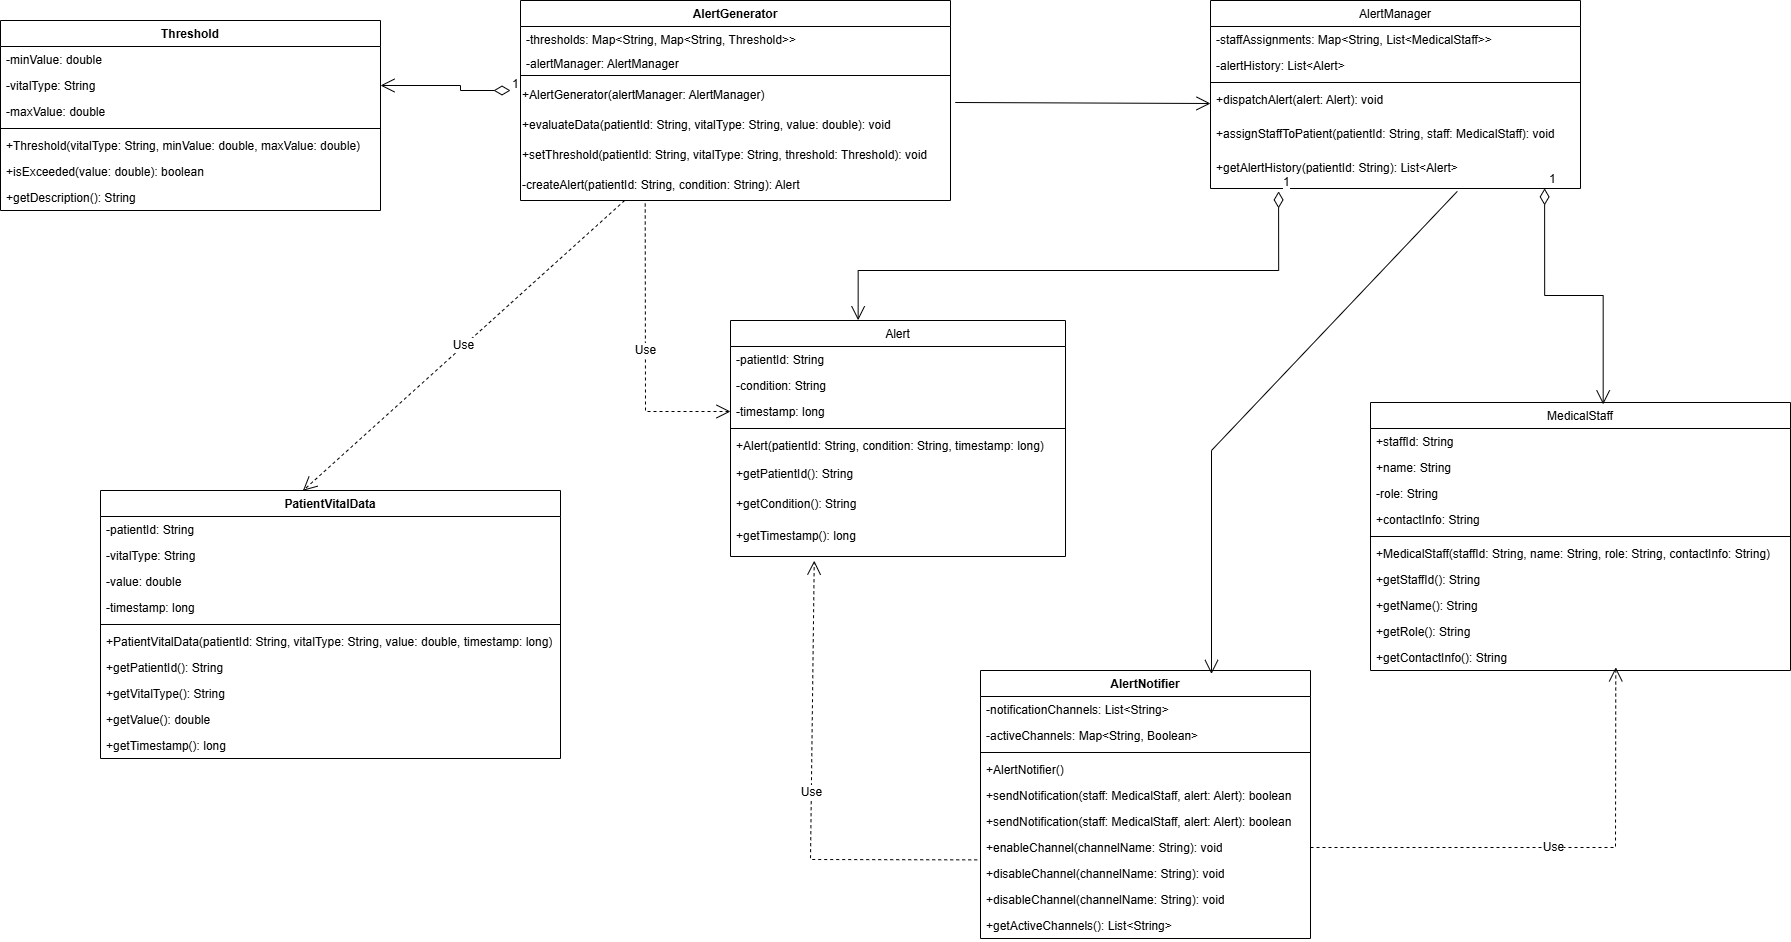 Threshold
-minValue: double
-vitalType: String
-maxValue: double
+Threshold(vitalType: String, minValue: double, maxValue: double)
+isExceeded(value: double): boolean
+getDescription(): String
1
AlertGenerator
-thresholds: Map<String, Map<String, Threshold>>
-alertManager: AlertManager
+AlertGenerator(alertManager: AlertManager)
+evaluateData(patientId: String, vitalType: String, value: double): void
+setThreshold(patientId: String, vitalType: String, threshold: Threshold): void
-createAlert(patientId: String, condition: String): Alert
AlertManager
-staffAssignments: Map<String, List<MedicalStaff>>
-alertHistory: List<Alert>
+dispatchAlert(alert: Alert): void
+assignStaffToPatient(patientId: String, staff: MedicalStaff): void
+getAlertHistory(patientId: String): List<Alert>
1
1
Use
Use
Alert
-patientId: String
-condition: String
-timestamp: long
+Alert(patientId: String, condition: String, timestamp: long)
+getPatientId(): String
+getCondition(): String
+getTimestamp(): long
MedicalStaff
+staffId: String
+name: String
-role: String
+contactInfo: String
+MedicalStaff(staffId: String, name: String, role: String, contactInfo: String)
+getStaffId(): String
+getName(): String
+getRole(): String
+getContactInfo(): String
PatientVitalData
-patientId: String
-vitalType: String
-value: double
-timestamp: long
+PatientVitalData(patientId: String, vitalType: String, value: double, timestamp: long)
+getPatientId(): String
+getVitalType(): String
+getValue(): double
+getTimestamp(): long
Use
AlertNotifier
-notificationChannels: List<String>
-activeChannels: Map<String, Boolean>
+AlertNotifier()
+sendNotification(staff: MedicalStaff, alert: Alert): boolean
+sendNotification(staff: MedicalStaff, alert: Alert): boolean
+enableChannel(channelName: String): void
+disableChannel(channelName: String): void
+disableChannel(channelName: String): void
+getActiveChannels(): List<String>
Use